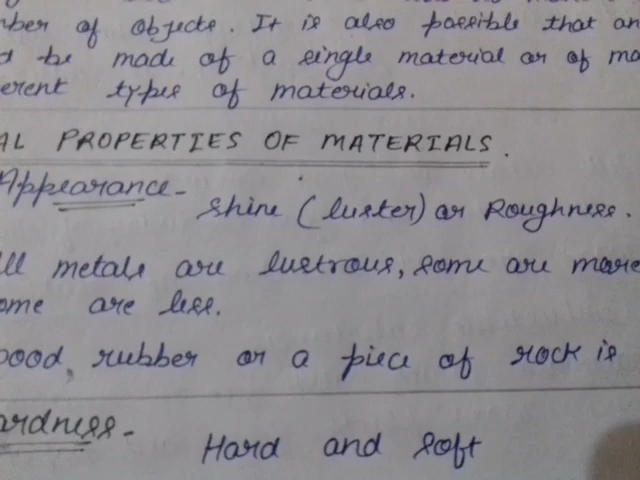 of objects. It is also possible that an
be made of a single material or of
types of materials.
PROPERTIES OF MATERIALS.
Appearance- Shine (luster) or Roughness.
metals are lustrous, some are more
are less.
rubber or a piece of rock is
Hard and soft